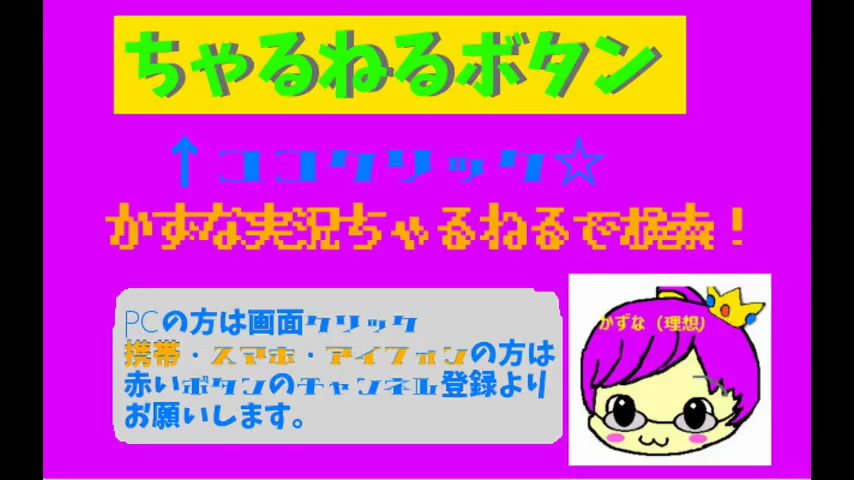 ちゃるねるボタン
↑ココクリック☆
かずな実況ちゃるねるで検索！
PCの方は画面クリック
携帯・スマホ・アイフォンの方は
赤いボタンのチャンネル登録より
お願いします。
かずな（理想）